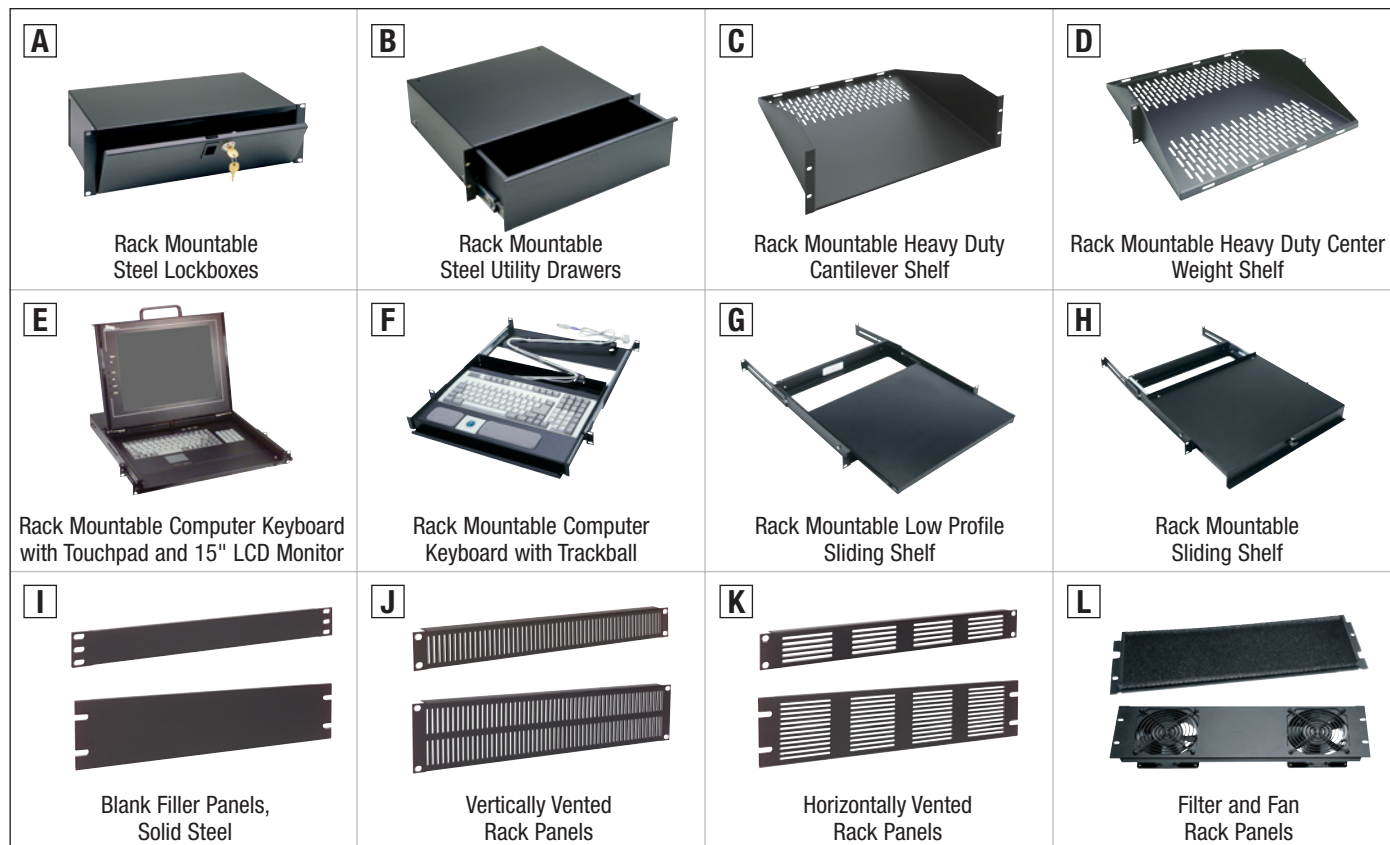 A
Rack Mountable
Steel Lockboxes
B
Rack Mountable
Steel Utility Drawers
C
Rack Mountable Heavy Duty
Cantilever Shelf
D
Rack Mountable Heavy Duty Center
Weight Shelf
E
Rack Mountable Computer Keyboard
with Touchpad and 15" LCD Monitor
F
Rack Mountable Computer
Keyboard with Trackball
G
Rack Mountable Low Profile
Sliding Shelf
H
Rack Mountable
Sliding Shelf
I
Blank Filler Panels,
Solid Steel
J
Vertically Vented
Rack Panels
K
Horizontally Vented
Rack Panels
L
Filter and Fan
Rack Panels